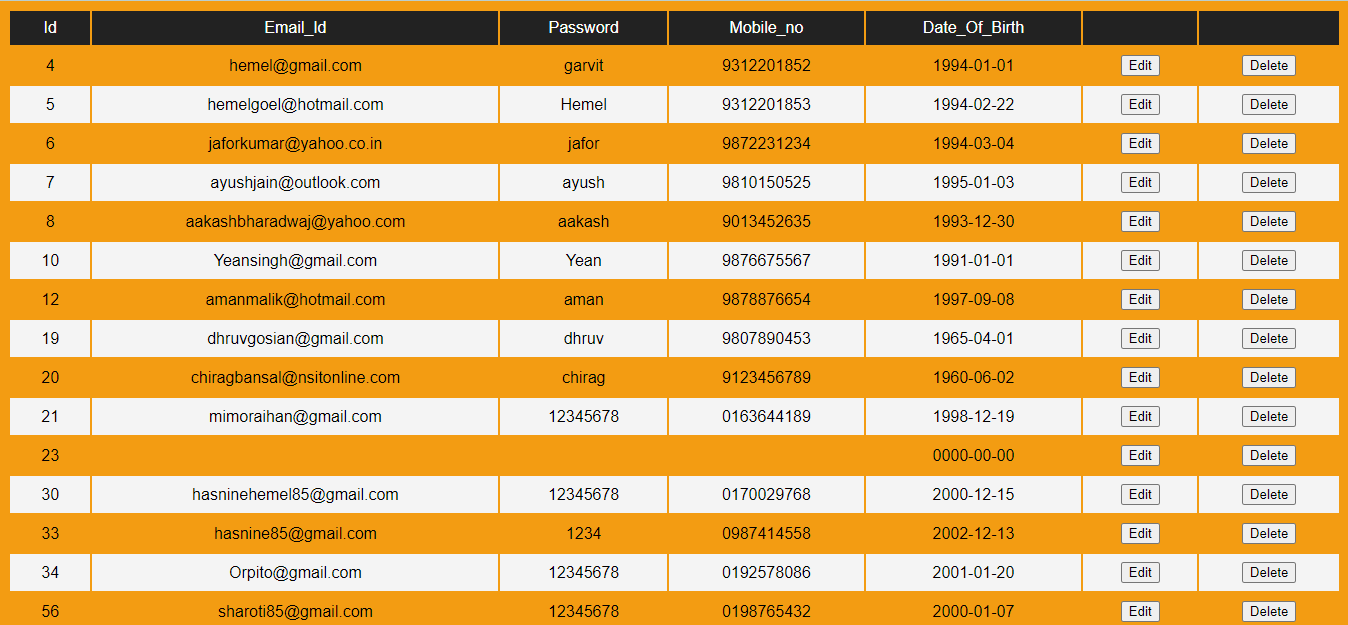 Id Email_Id Password Mobile_no Date_Of_Birth
4 hemel@gmail.com garvit 9312201852 1994-01-01 Edit Delete
5 hemelgoel@hotmail.com Hemel 9312201853 1994-02-22 Edit Delete
6 jaforkumar@yahoo.co.in jafor 9872231234 1994-03-04 Edit Delete
7 ayushjain@outlook.com ayush 9810150525 1995-01-03 Edit Delete
8 aakashbharadwaj@yahoo.com aakash 9013452635 1993-12-30 Edit Delete
10 Yeansingh@gmail.com Yean 9876675567 1991-01-01 Edit Delete
12 amanmalik@hotmail.com aman 9878876654 1997-09-08 Edit Delete
19 dhruvgosian@gmail.com dhruv 9807890453 1965-04-01 Edit Delete
20 chiragbansal@nsitonline.com chirag 9123456789 1960-06-02 Edit Delete
21 mimoraihan@gmail.com 12345678 0163644189 1998-12-19 Edit Delete
23 0000-00-00 Edit Delete
30 hasninehemel85@gmail.com 12345678 0170029768 2000-12-15 Edit Delete
33 hasnine85@gmail.com 1234 0987414558 2002-12-13 Edit Delete
34 Orpito@gmail.com 12345678 0192578086 2001-01-20 Edit Delete
56 sharoti85@gmail.com 12345678 0198765432 2000-01-07 Edit Delete